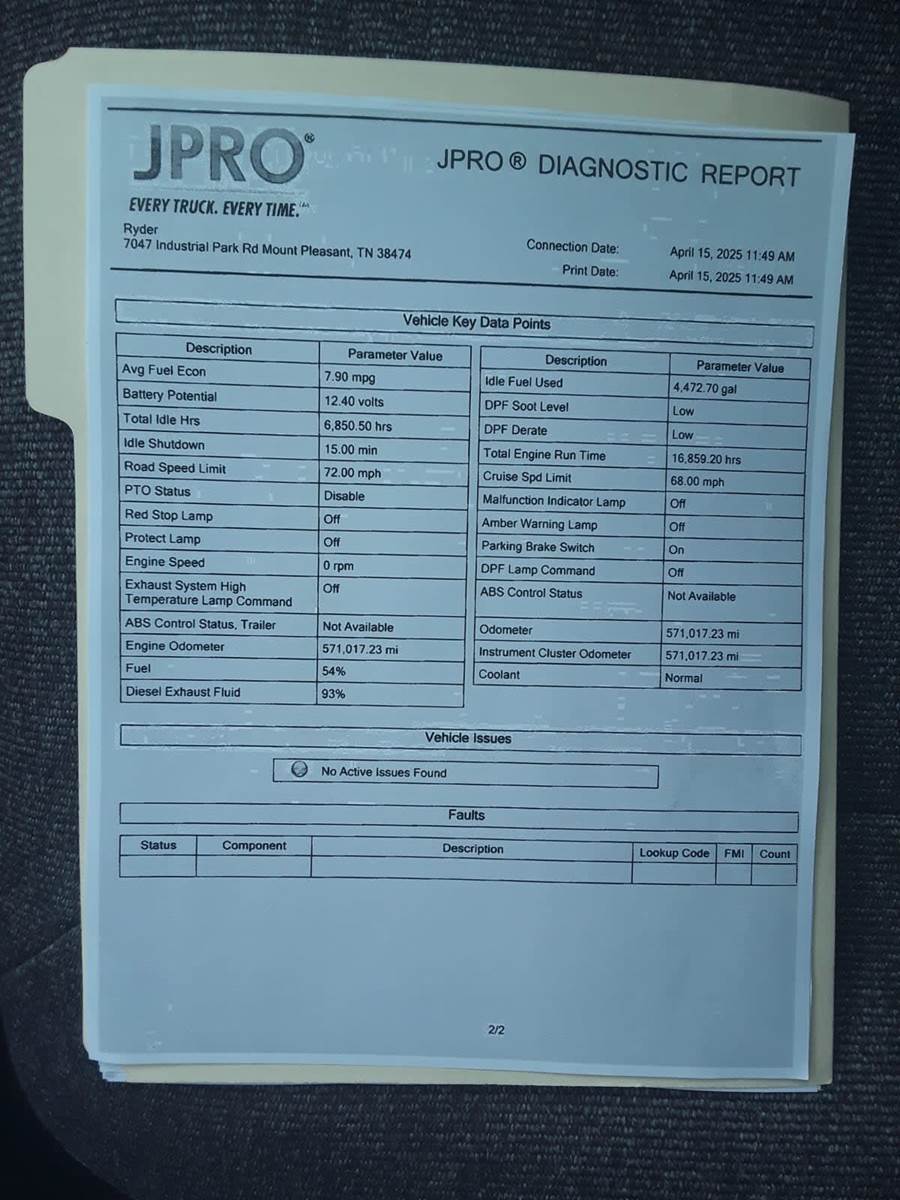 JPRO®
JPRO® DIAGNOSTIC REPORT
EVERY TRUCK. EVERY TIME.
Ryder
7047 Industrial Park Rd Mount Pleasant, TN 38474
Connection Date: April 15, 2025 11:49 AM
Print Date: April 15, 2025 11:49 AM
Vehicle Key Data Points
Description Parameter Value
Avg Fuel Econ 7.90 mpg
Battery Potential 12.40 volts
Total Idle Hrs 6,850.50 hrs
Idle Shutdown 15.00 min
Road Speed Limit 72.00 mph
PTO Status Disable
Red Stop Lamp Off
Protect Lamp Off
Engine Speed 0 rpm
Exhaust System High Off
Temperature Lamp Command
ABS Control Status, Trailer Not Available
Engine Odometer 571,017.23 mi
Fuel 54%
Diesel Exhaust Fluid 93%
Description Parameter Value
Idle Fuel Used 4,472.70 gal
DPF Soot Level Low
DPF Derate Low
Total Engine Run Time 16,859.20 hrs
Cruise Spd Limit 68.00 mph
Malfunction Indicator Lamp Off
Amber Warning Lamp Off
Parking Brake Switch On
DPF Lamp Command Off
ABS Control Status Not Available
Odometer 571,017.23 mi
Instrument Cluster Odometer 571,017.23 mi
Coolant Normal
Vehicle Issues
No Active Issues Found
Faults
Status Component Description Lookup Code FMI Count
2/2